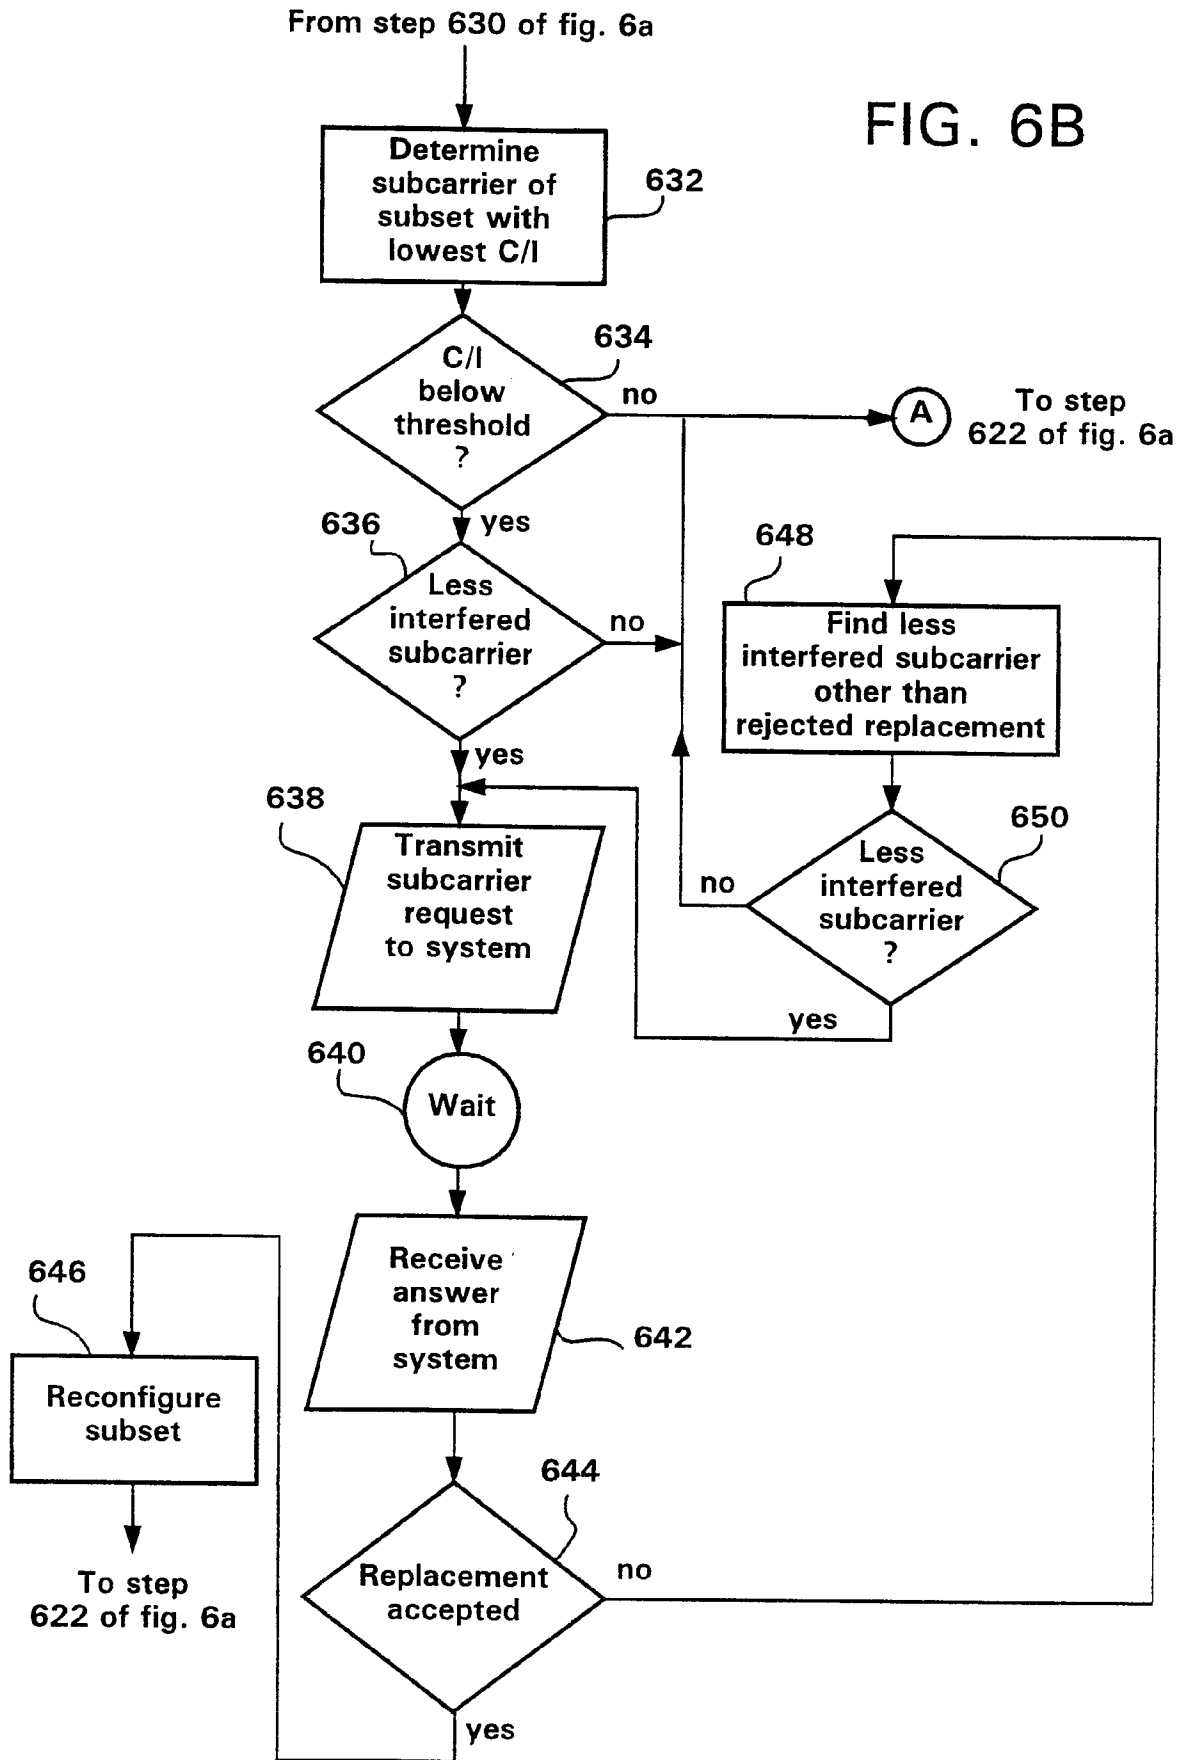 From step 630 of fig. 6a
FIG. 6B
Determine
subcarrier of
subset with
lowest C/I
632
C/I
below
threshold
?
634
no
A
To step
622 of fig. 6a
yes
636
Less
interfered
subcarrier
?
no
648
Find less
interfered subcarrier
other than
rejected replacement
yes
638
Transmit
subcarrier
request
to system
650
Less
interfered
subcarrier
?
no
yes
640
Wait
Receive
answer
from
system
642
646
Reconfigure
subset
To step
622 of fig. 6a
644
Replacement
accepted
no
yes